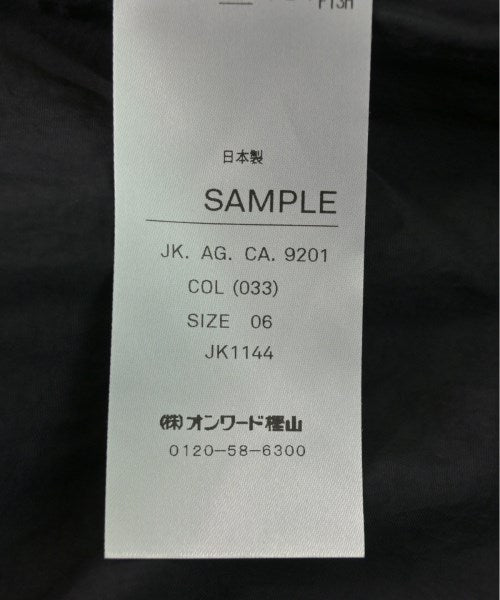 日本製
SAMPLE
JK. AG. CA. 9201
COL (033)
SIZE 06
JK1144
(株)オンワード樫山
0120-58-6300